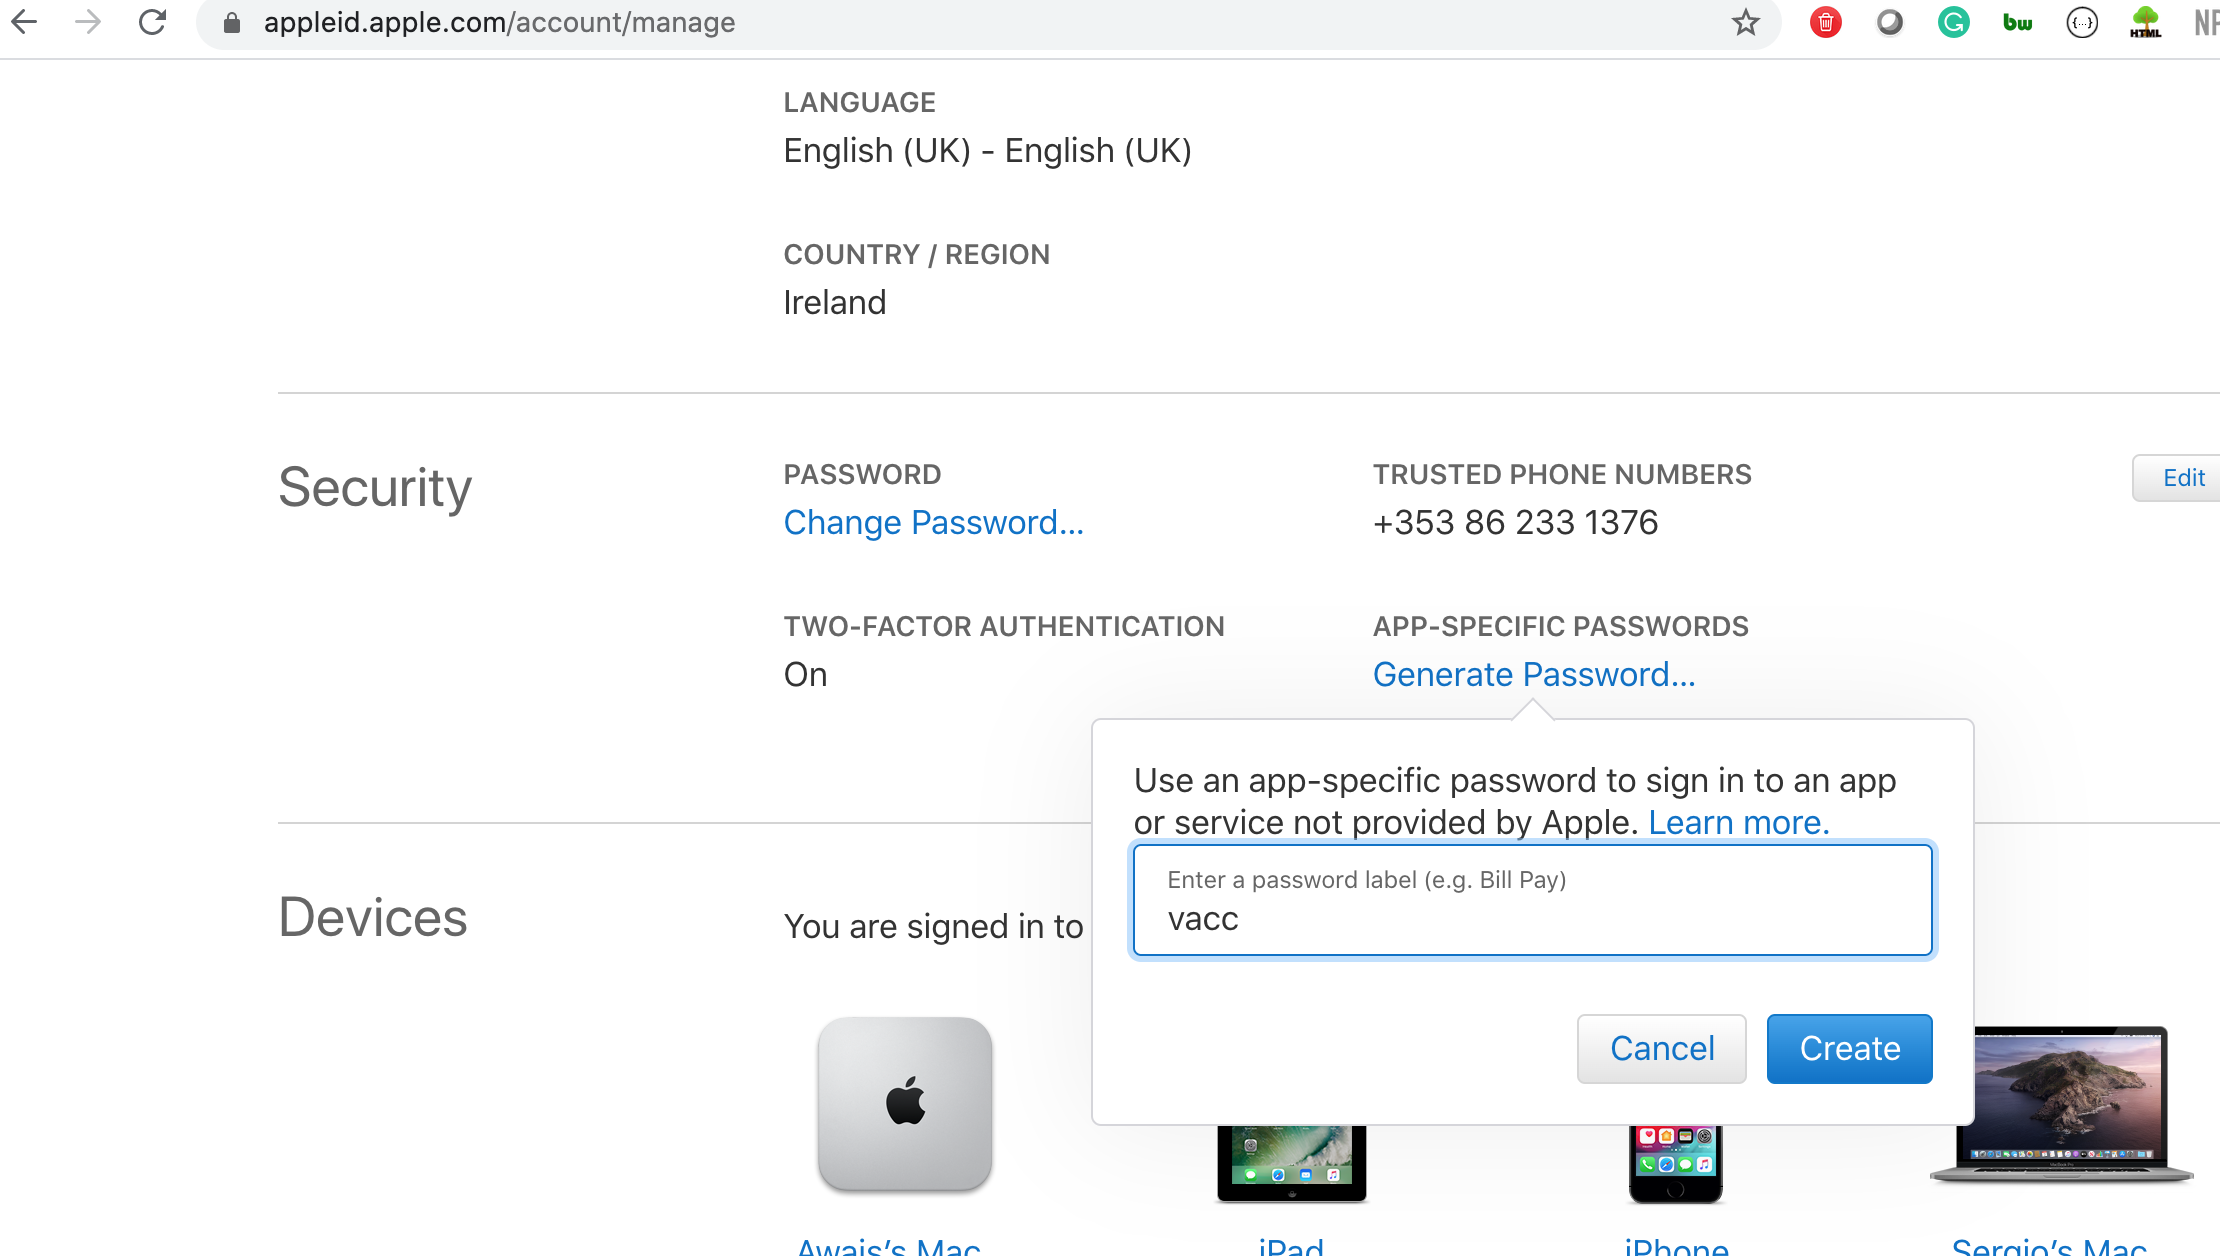 appleid.apple.com/account/manage
bw
{...}
HTML
LANGUAGE
English (UK) - English (UK)
COUNTRY / REGION
Ireland
Security
PASSWORD
Change Password...
TRUSTED PHONE NUMBERS
+353 86 233 1376
Edit
TWO-FACTOR AUTHENTICATION
On
APP-SPECIFIC PASSWORDS
Generate Password...
Use an app-specific password to sign in to an app
or service not provided by Apple. Learn more.
Enter a password label (e.g. Bill Pay)
vacc
Cancel
Create
Devices
You are signed in to
Awais's Mac
iPad
iPhone
Sergio's Mac